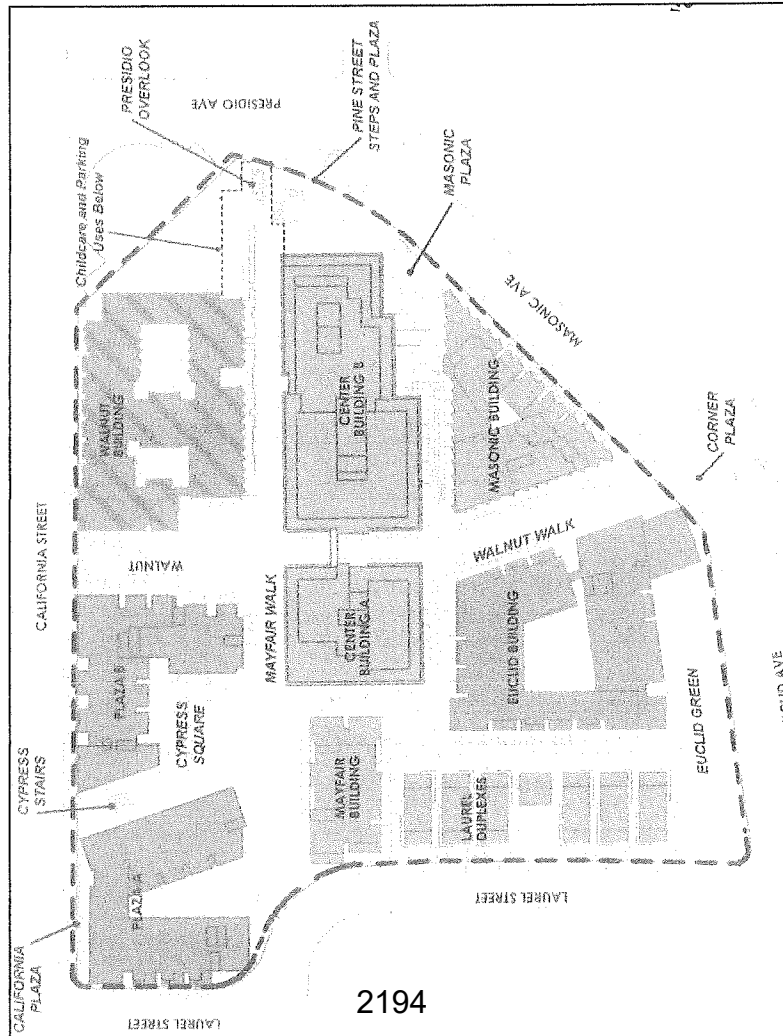 CALIFORNIA
PLAZA
CYPRESS
STAIRS
CALIFORNIA STREET
Childcare and Parking
Uses Below
PRESIDIO
OVERLOOK
PRESIDIO AVE
PINE STREET
STEPS AND PLAZA
MASONIC
PLAZA
MASONIC AVE
CORNER
PLAZA
LAUREL STREET
PLAZA A
PLAZA B
CYPRESS
SQUARE
WALNUT
WALNUT
BUILDING
MAYFAIR WALK
MAYFAIR
BUILDING
CENTER
BUILDING A
CENTER
BUILDING B
LAUREL
DUPLEXES
EUCLID BUILDING
WALNUT WALK
MASONIC BUILDING
LAUREL STREET
EUCLID GREEN
2194